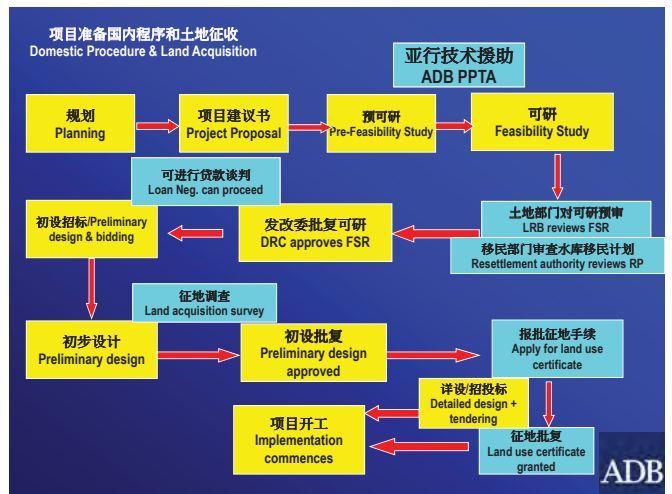 项目准备国内程序和土地征收
Domestic Procedure & Land Acquisition
亚行技术援助
ADB PPTA
规划
Planning
项目建议书
Project Proposal
预可研
Pre-Feasibility Study
可研
Feasibility Study
可进行贷款谈判
Loan Neg. can proceed
土地部门对可研预审
LRB reviews FSR
移民部门审查水库移民计划
Resettlement authority reviews RP
发改委批复可研
DRC approves FSR
初设招标/Preliminary
design & bidding
征地调查
Land acquisition survey
初步设计
Preliminary design
初设批复
Preliminary design
approved
报批征地手续
Apply for land use
certificate
详设/招投标
Detailed design +
tendering
征地批复
Land use certificate
granted
项目开工
Implementation
commences
ADB